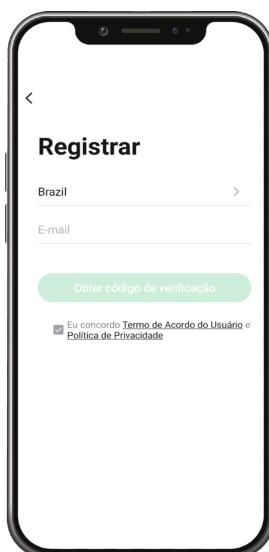 Registrar
Brazil
E-mail
Obter código de verificação
Eu concordo Termo de Acordo do Usuário e
Política de Privacidade